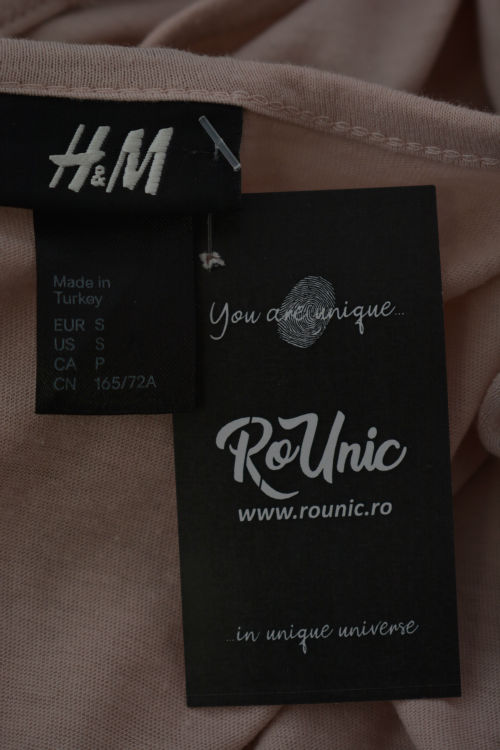 H&M
Made in
Turkey
EUR S
US S
CA P
CN 165/72A
You are unique...
RoUnic
www.rounic.ro
...in unique universe